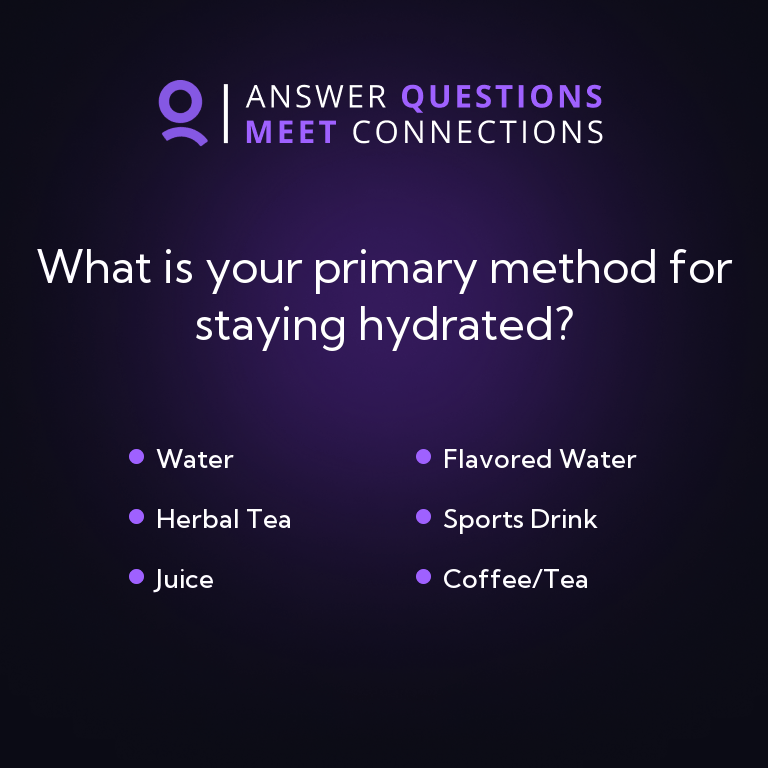 ANSWER QUESTIONS
MEET CONNECTIONS
What is your primary method for
staying hydrated?
Water
Flavored Water
Herbal Tea
Sports Drink
Juice
Coffee/Tea